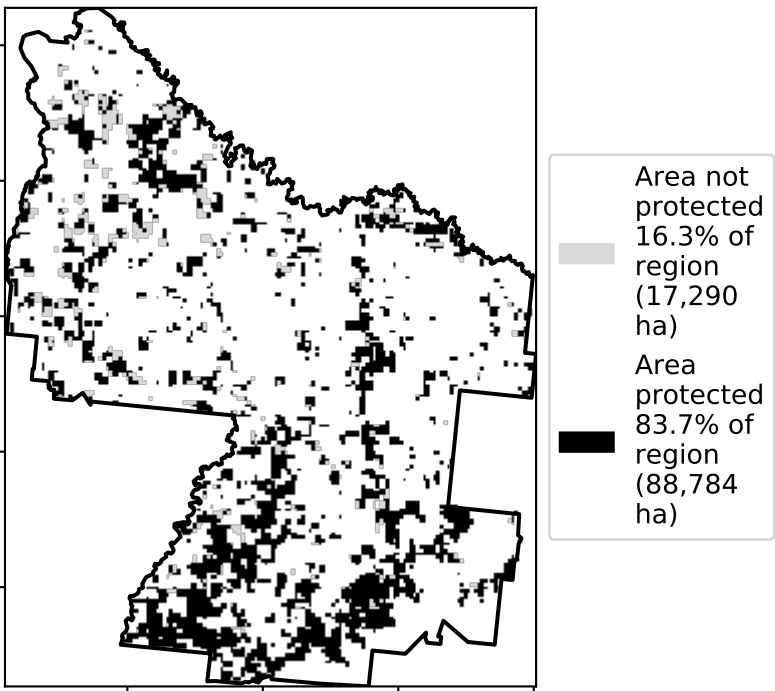 Area not
protected
16.3% of
region
(17,290
ha)
Area
protected
83.7% of
region
(88,784
ha)